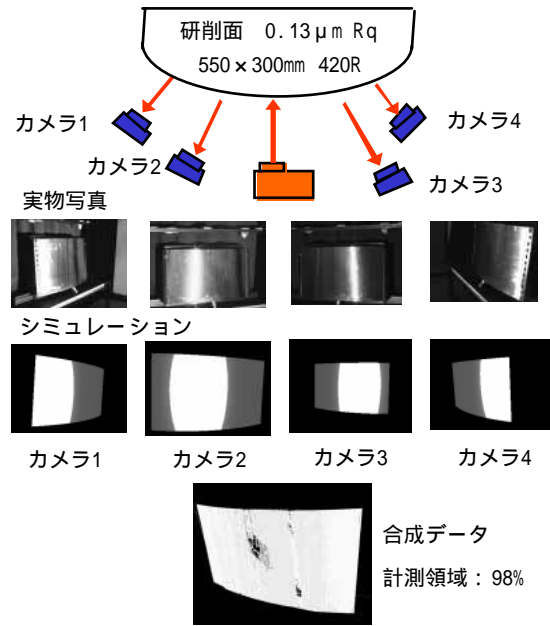 研削面 0.13μm Rq
550×300mm 420R
カメラ1
カメラ2
カメラ4
カメラ3
実物写真
シミュレーション
カメラ1
カメラ2
カメラ3
カメラ4
合成データ
計測領域：98%